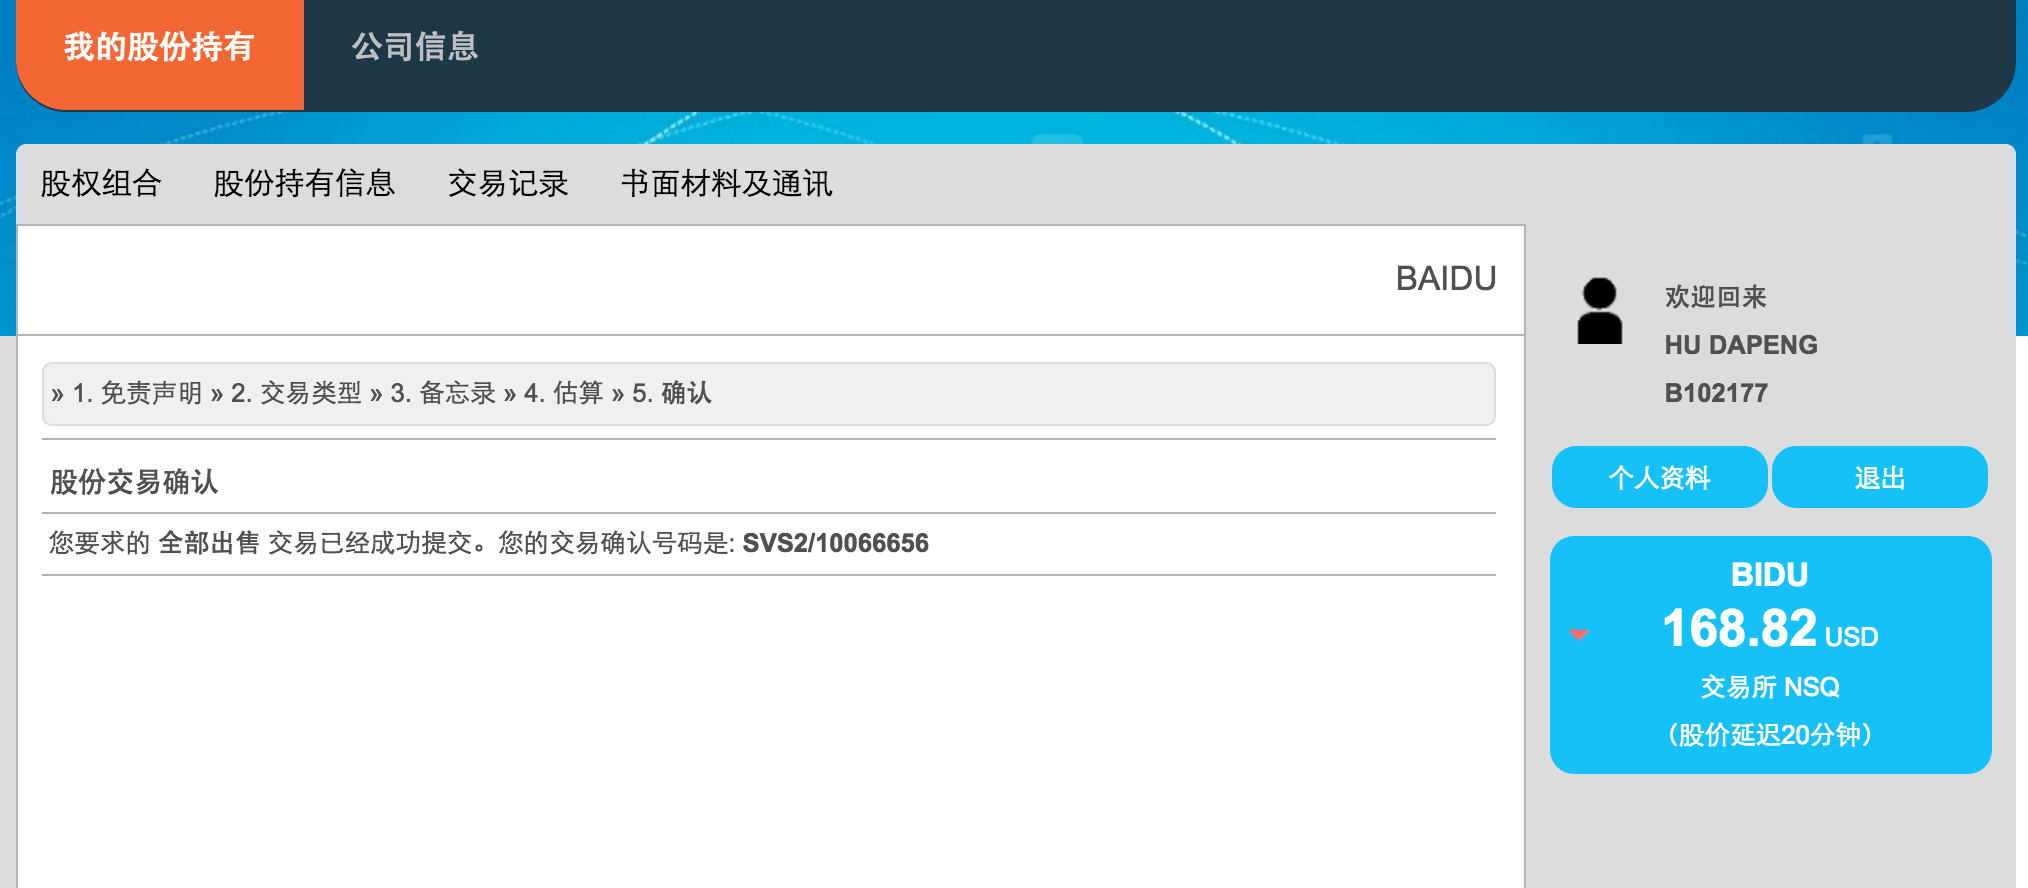 我的股份持有 公司信息
股权组合 股份持有信息 交易记录 书面材料及通讯
BAIDU
» 1. 免责声明 » 2. 交易类型 » 3. 备忘录 » 4. 估算 » 5. 确认
股份交易确认
您要求的 全部出售 交易已经成功提交。您的交易确认号码是: SVS2/10066656
欢迎回来
HU DAPENG
B102177
个人资料 退出
BIDU
168.82 USD
交易所 NSQ
（股价延迟20分钟）